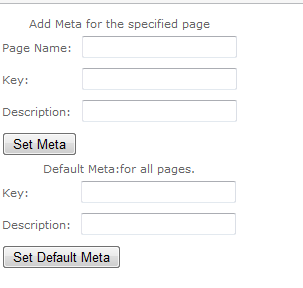 Add Meta for the specified page
Page Name:
Key:
Description:
Set Meta
Default Meta:for all pages.
Key:
Description:
Set Default Meta